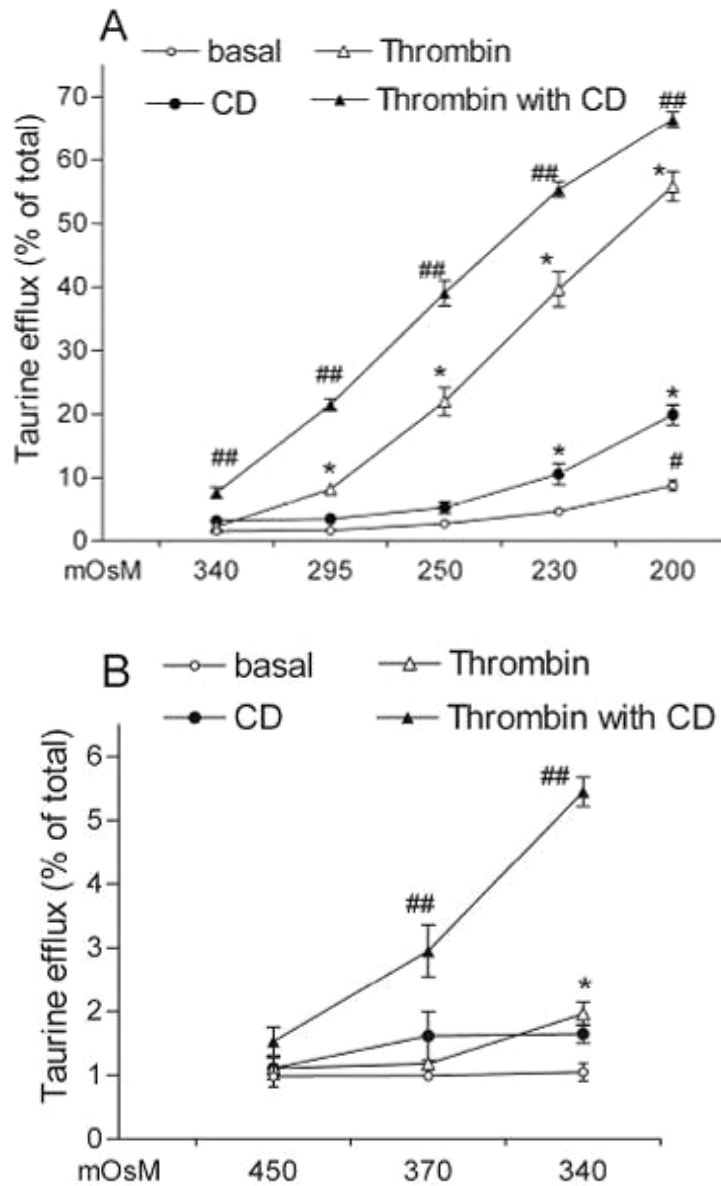 A
basal Thrombin
CD Thrombin with CD
Taurine efflux (% of total)
70
60
50
40
30
20
10
0
## ## ## ## ##
* * * *
* *
#
mOsM 340 295 250 230 200
B
basal Thrombin
CD Thrombin with CD
Taurine efflux (% of total)
6
5
4
3
2
1
0
## ##
*
mOsM 450 370 340